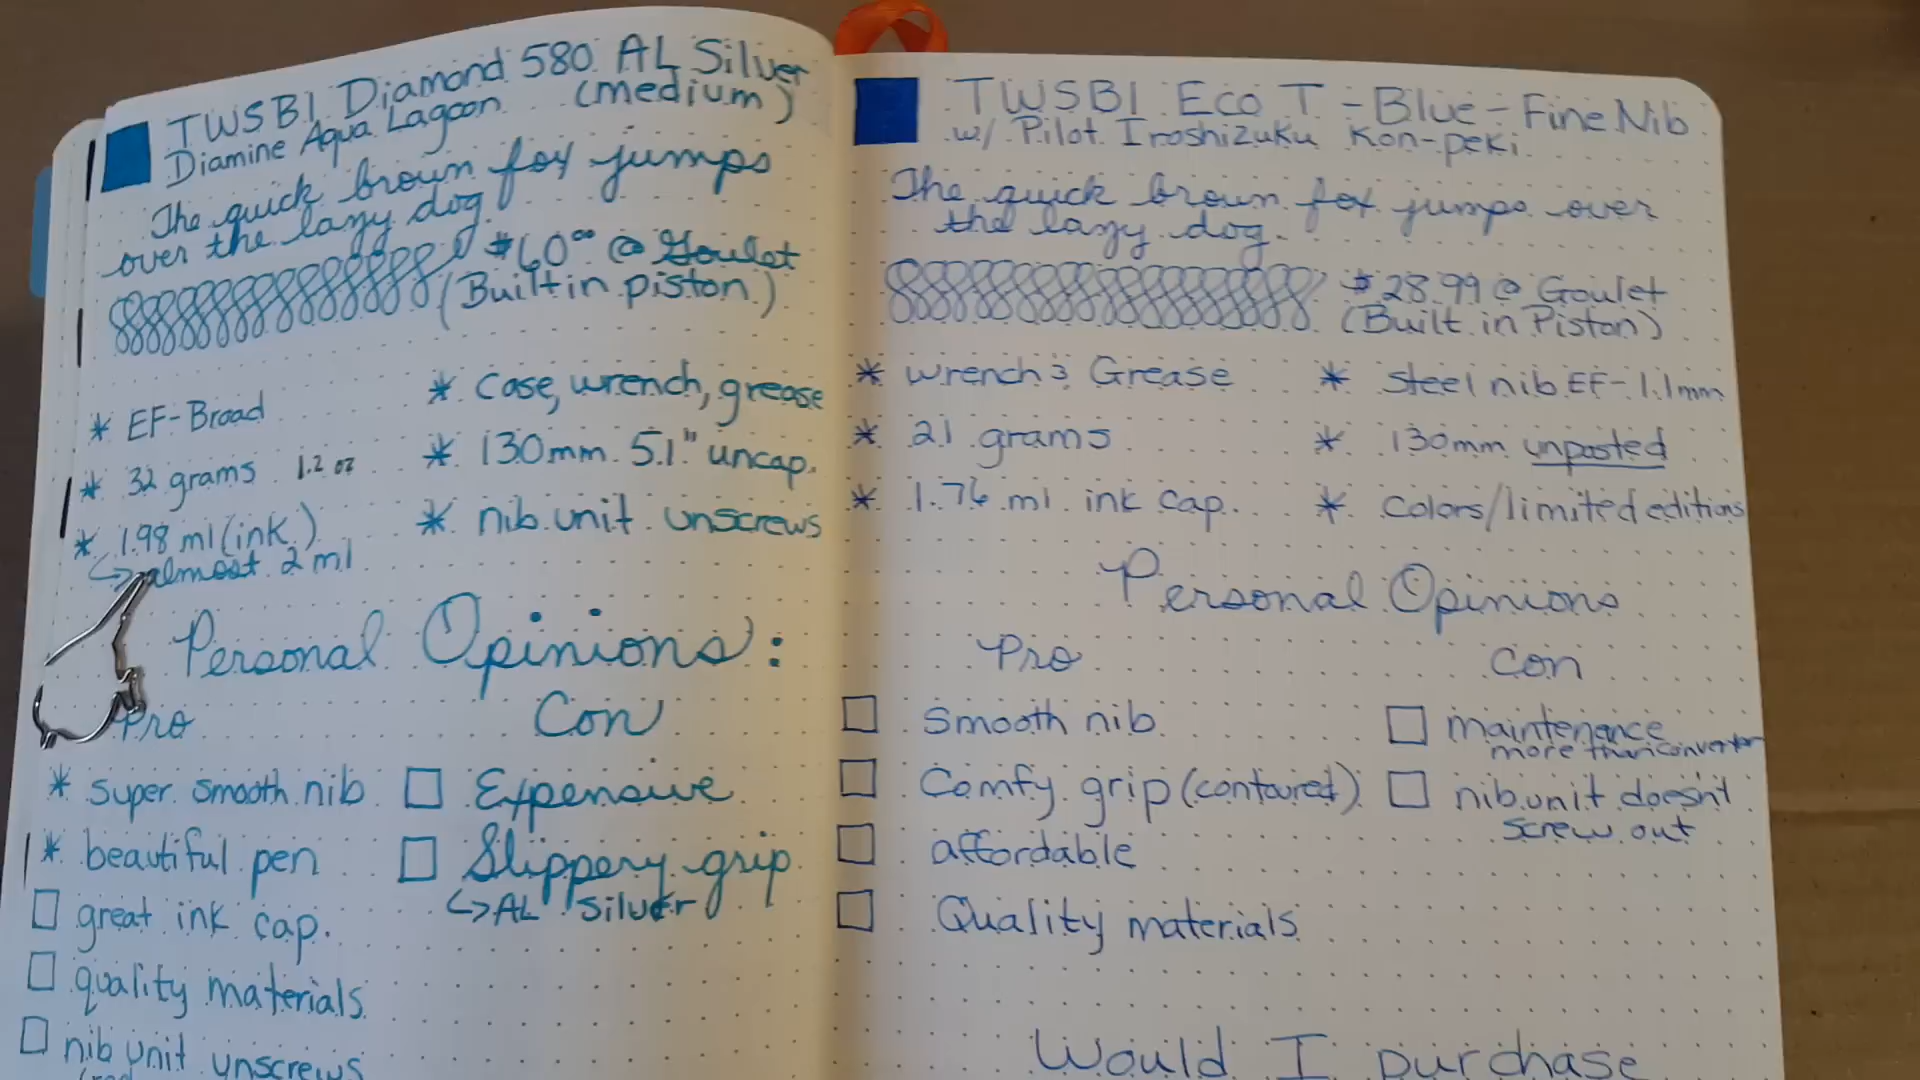 TWSBI Diamond 580 AL Silver
Diamine Aqua Lagoon (medium)
The quick brown fox jumps
over the lazy dog.
$60⁰⁰ @ Goulet
(Built in piston)
* EF-Broad
* 32 grams 1.2 oz
* 1.98 ml (ink)
↳ almost 2 ml
* Case, wrench, grease
* 130mm 5.1" uncap.
* nib unit unscrews
Personal Opinions:
Pro
* super smooth nib
* beautiful pen
great ink cap.
quality materials
nib unit unscrews
Con
Expensive
Slippery grip
↳ AL Silver
TWSBI Eco T - Blue - Fine Nib
w/ Pilot Iroshizuku Kon-peki
The quick brown fox jumps over
the lazy dog.
$28.99 @ Goulet
(Built in Piston)
* wrench & Grease
* 21 grams
* 1.76 ml ink cap.
* steel nib EF-1.1mm
* 130mm unposted
* Colors/limited editions
Personal Opinions
Pro
smooth nib
Comfy grip (contoured)
affordable
Quality materials
Con
maintenance
more than convertor
nib unit doesn't
screw out
Would I purchase